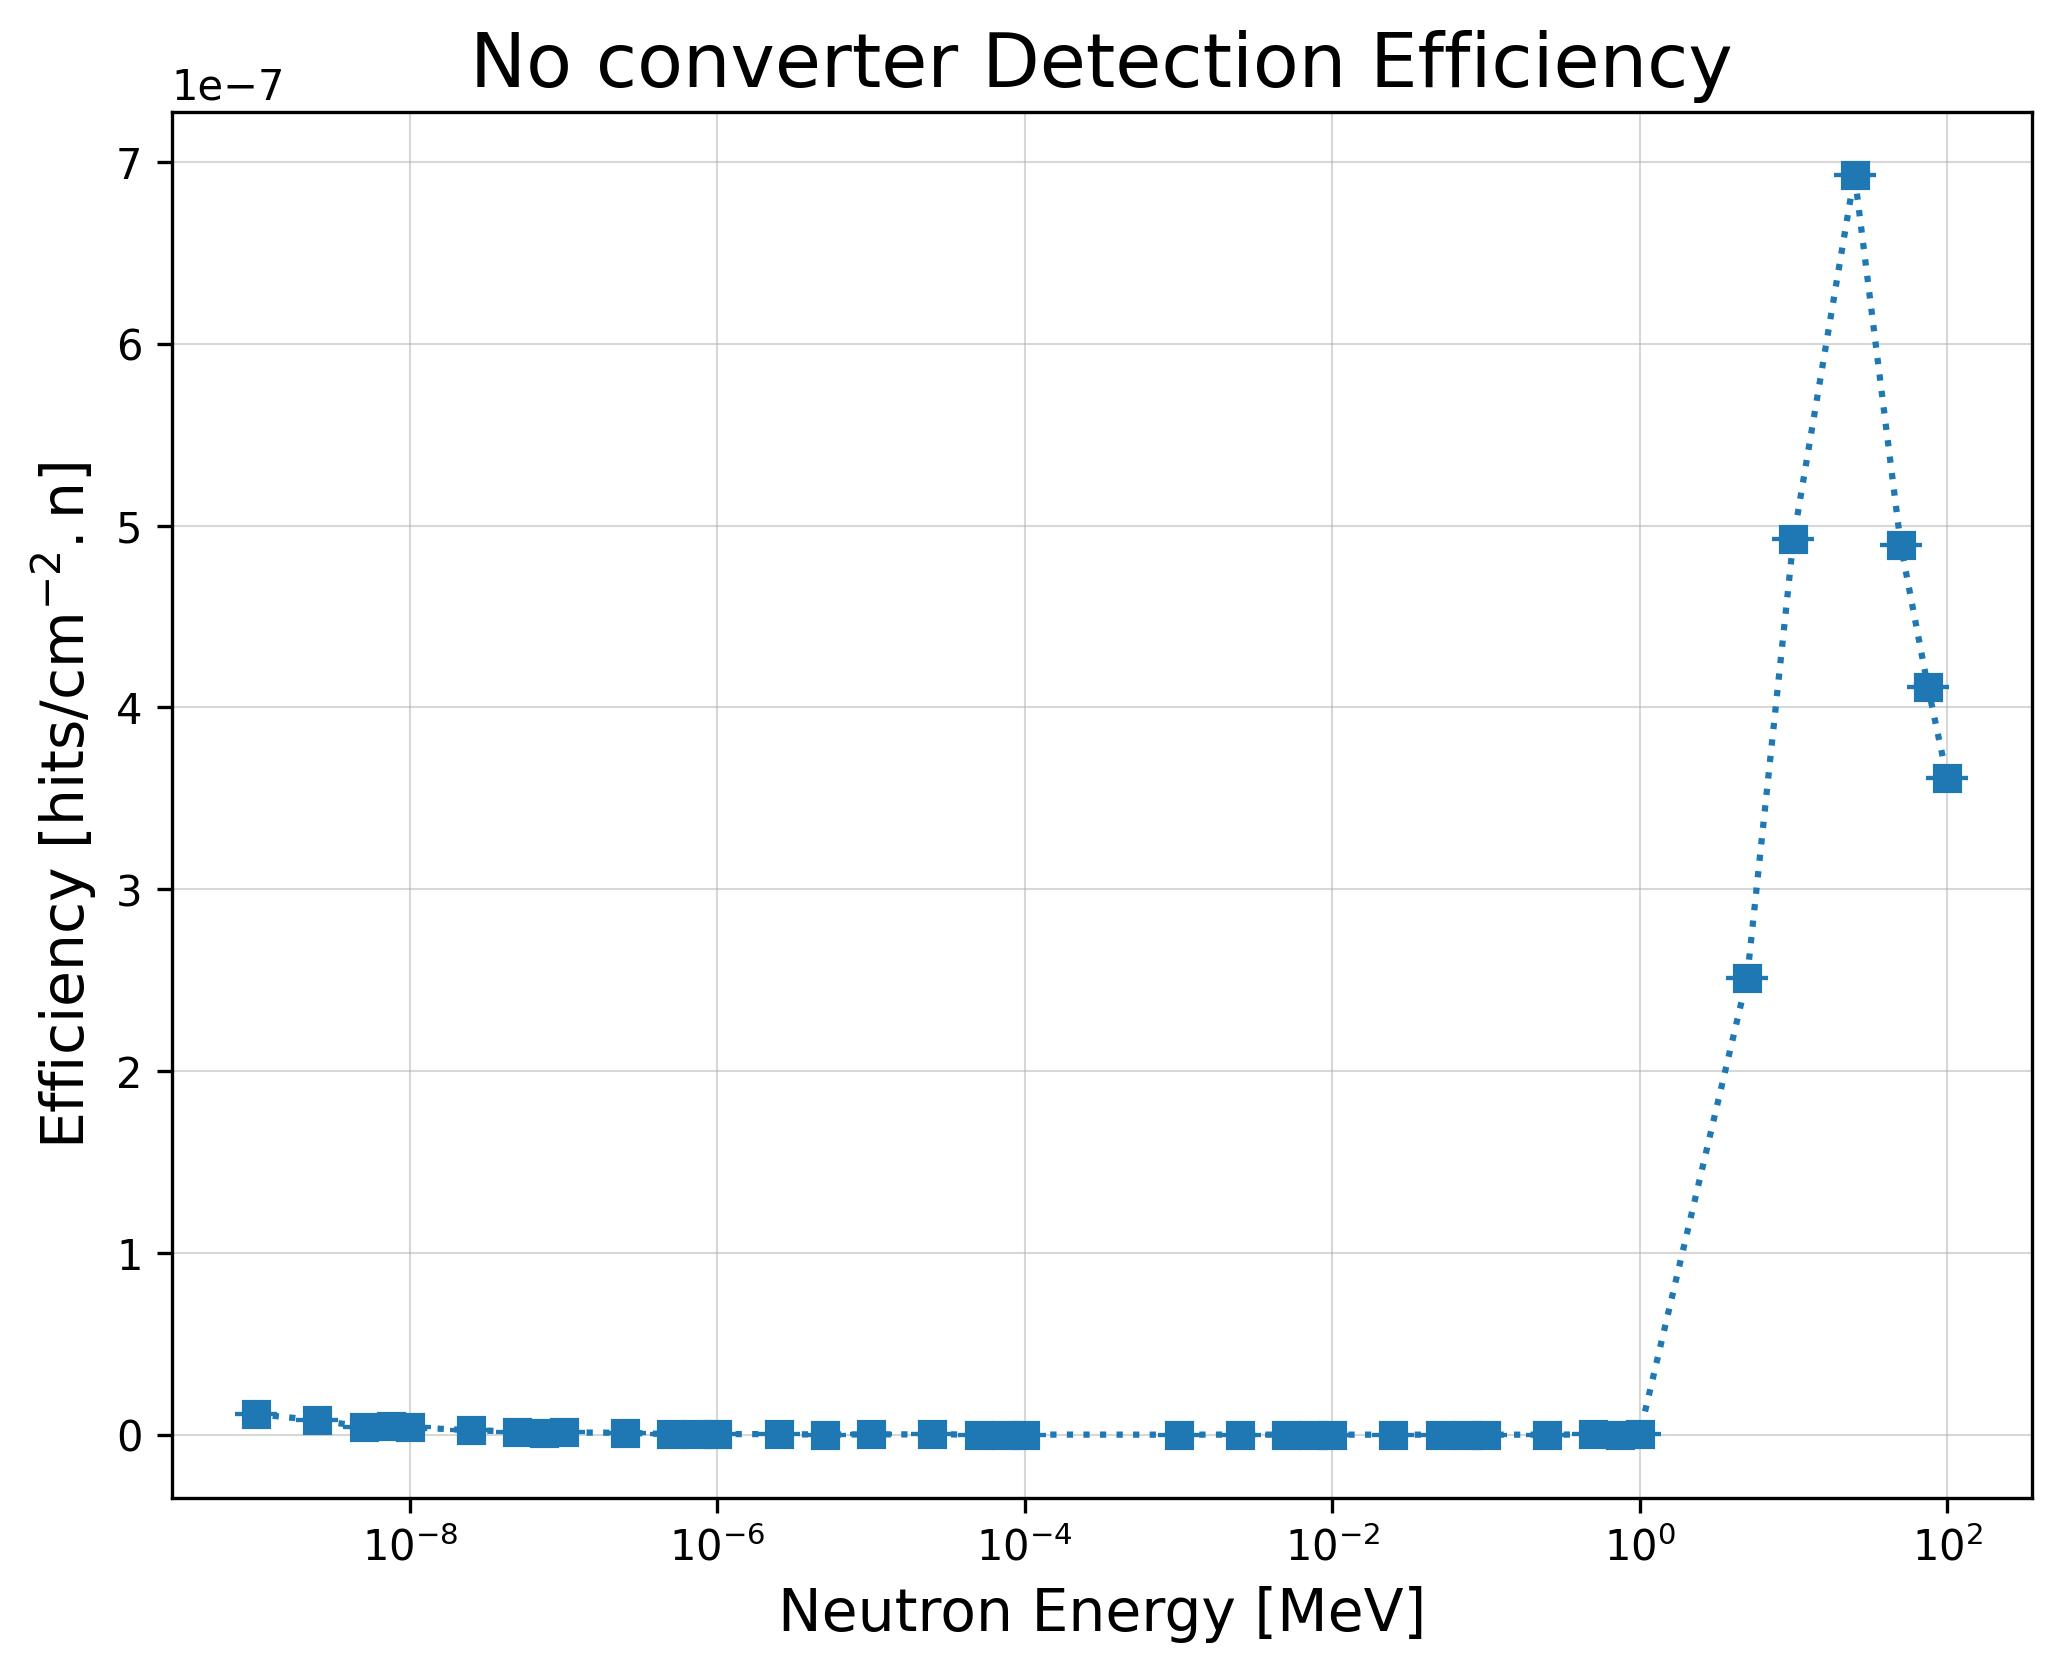 No converter Detection Efficiency
1e−7
7
6
5
4
3
2
1
0
Efficiency [hits/cm⁻².n]
10⁻⁸ 10⁻⁶ 10⁻⁴ 10⁻² 10⁰ 10²
Neutron Energy [MeV]